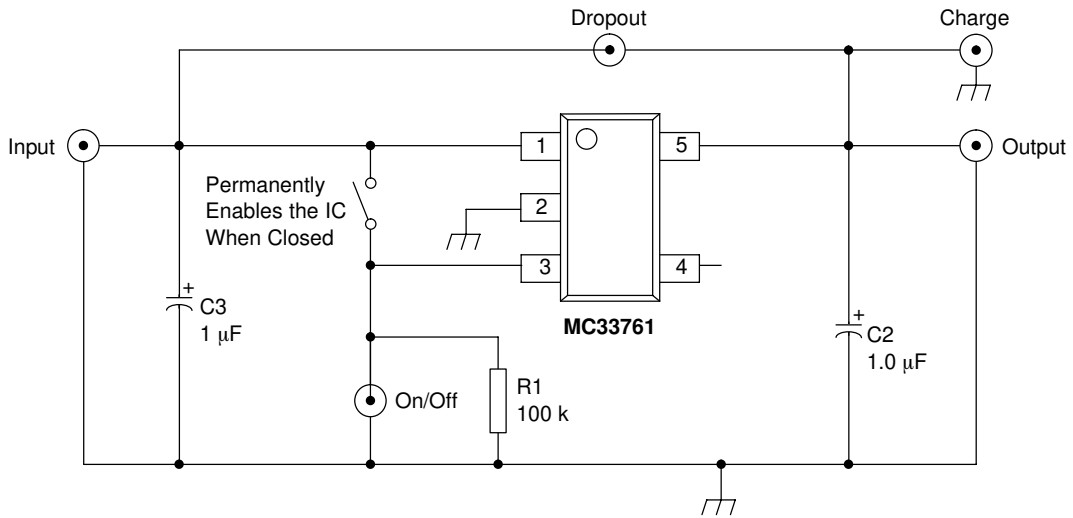 Dropout
Charge
Input
1
5
Output
Permanently
Enables the IC
When Closed
2
3
4
+
C3
1 μF
MC33761
+
C2
1.0 μF
On/Off
R1
100 k